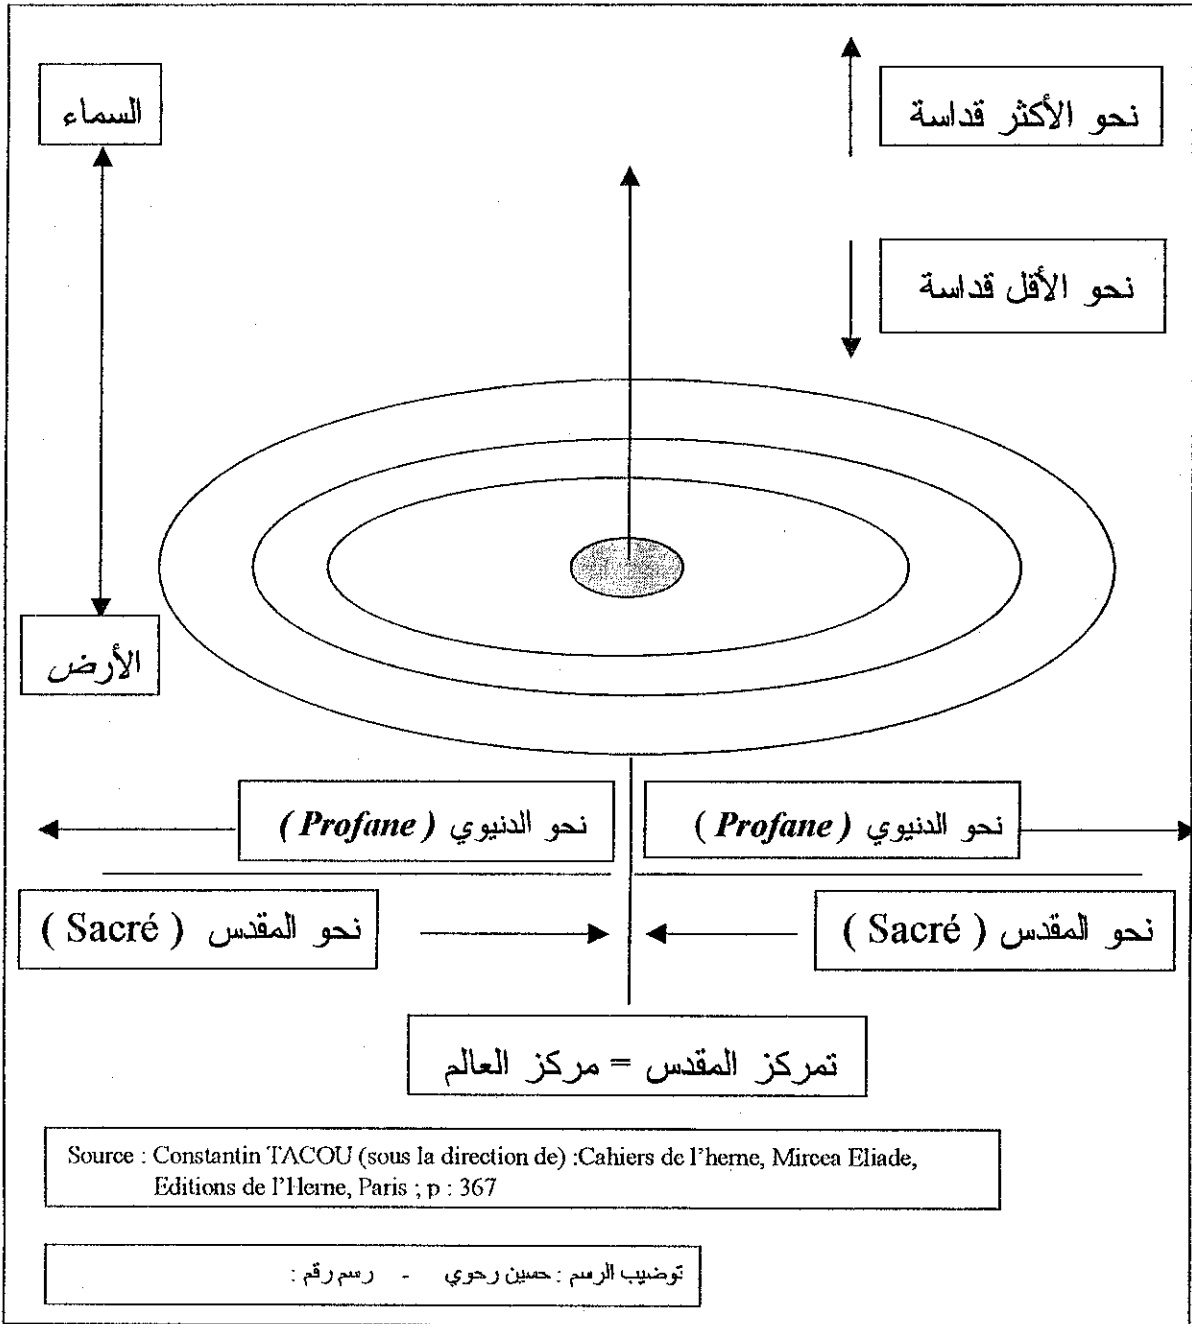 السماء
نحو الأكثر قداسة
نحو الأقل قداسة
الأرض
نحو الدنيوي ( Profane )
نحو الدنيوي ( Profane )
نحو المقدس ( Sacré )
نحو المقدس ( Sacré )
تمركز المقدس = مركز العالم
Source : Constantin TACOU (sous la direction de) :Cahiers de l'herne, Mircea Eliade,
Editions de l'Herne, Paris ; p : 367
توضيب الرسم : حسين رحوي - رسم رقم :